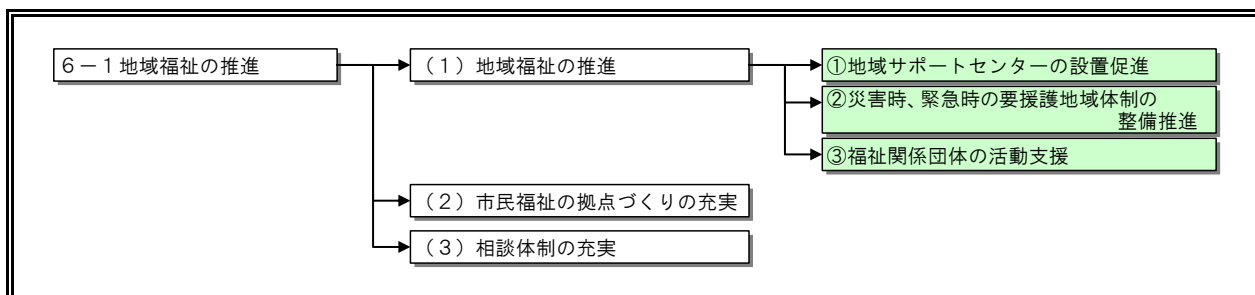 ６－１地域福祉の推進
（１）地域福祉の推進
①地域サポートセンターの設置促進
②災害時、緊急時の要援護地域体制の
整備推進
③福祉関係団体の活動支援
（２）市民福祉の拠点づくりの充実
（３）相談体制の充実